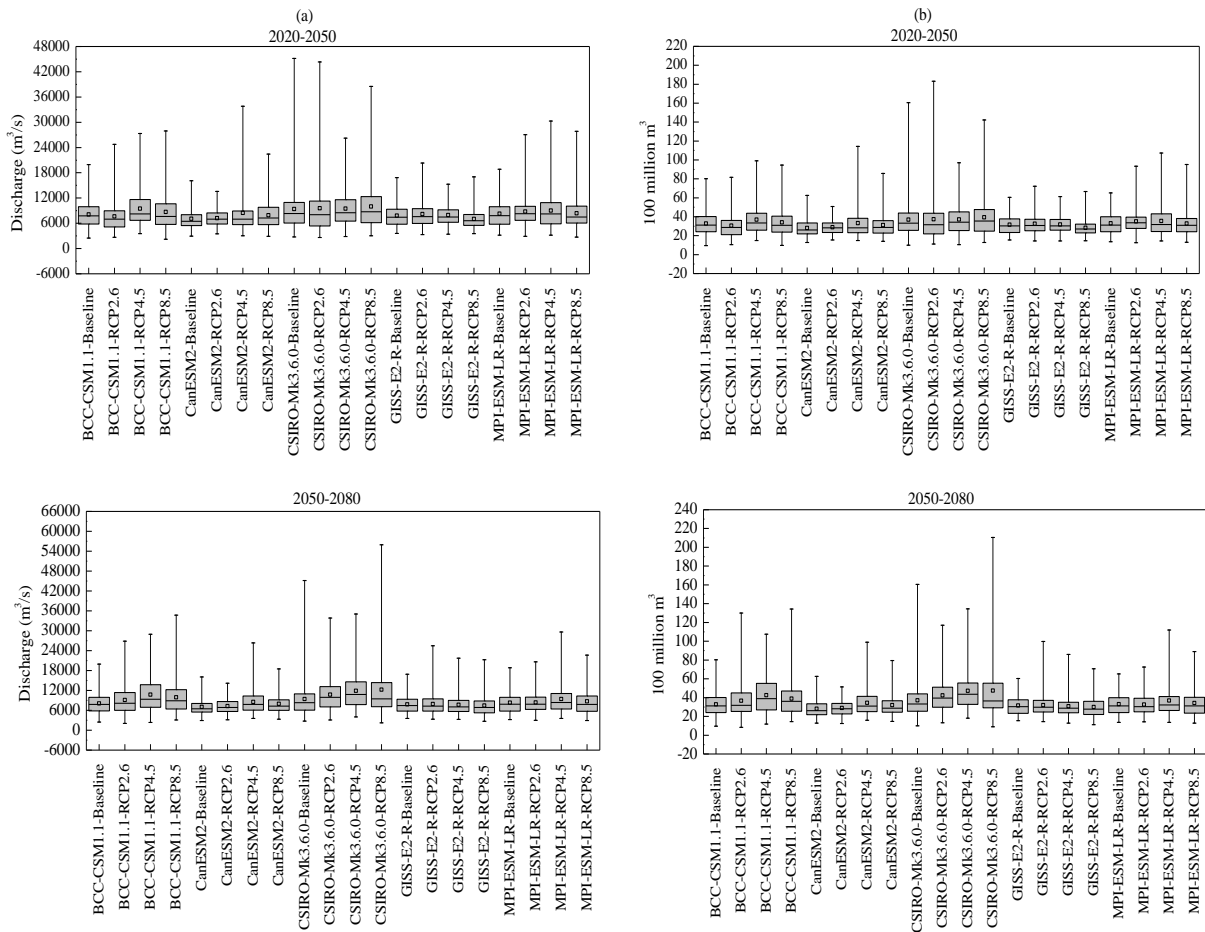 (a)
2020-2050
48000
42000
36000
30000
24000
18000
12000
6000
0
-6000
Discharge (m³/s)
BCC-CSM1.1-Baseline
BCC-CSM1.1-RCP2.6
BCC-CSM1.1-RCP4.5
BCC-CSM1.1-RCP8.5
CanESM2-Baseline
CanESM2-RCP2.6
CanESM2-RCP4.5
CanESM2-RCP8.5
CSIRO-Mk3.6.0-Baseline
CSIRO-Mk3.6.0-RCP2.6
CSIRO-Mk3.6.0-RCP4.5
CSIRO-Mk3.6.0-RCP8.5
GISS-E2-R-Baseline
GISS-E2-R-RCP2.6
GISS-E2-R-RCP4.5
GISS-E2-R-RCP8.5
MPI-ESM-LR-Baseline
MPI-ESM-LR-RCP2.6
MPI-ESM-LR-RCP4.5
MPI-ESM-LR-RCP8.5
(b)
2020-2050
220
200
180
160
140
120
100
80
60
40
20
0
-20
100 million m³
BCC-CSM1.1-Baseline
BCC-CSM1.1-RCP2.6
BCC-CSM1.1-RCP4.5
BCC-CSM1.1-RCP8.5
CanESM2-Baseline
CanESM2-RCP2.6
CanESM2-RCP4.5
CanESM2-RCP8.5
CSIRO-Mk3.6.0-Baseline
CSIRO-Mk3.6.0-RCP2.6
CSIRO-Mk3.6.0-RCP4.5
CSIRO-Mk3.6.0-RCP8.5
GISS-E2-R-Baseline
GISS-E2-R-RCP2.6
GISS-E2-R-RCP4.5
GISS-E2-R-RCP8.5
MPI-ESM-LR-Baseline
MPI-ESM-LR-RCP2.6
MPI-ESM-LR-RCP4.5
MPI-ESM-LR-RCP8.5
2050-2080
66000
60000
54000
48000
42000
36000
30000
24000
18000
12000
6000
0
-6000
Discharge (m³/s)
BCC-CSM1.1-Baseline
BCC-CSM1.1-RCP2.6
BCC-CSM1.1-RCP4.5
BCC-CSM1.1-RCP8.5
CanESM2-Baseline
CanESM2-RCP2.6
CanESM2-RCP4.5
CanESM2-RCP8.5
CSIRO-Mk3.6.0-Baseline
CSIRO-Mk3.6.0-RCP2.6
CSIRO-Mk3.6.0-RCP4.5
CSIRO-Mk3.6.0-RCP8.5
GISS-E2-R-Baseline
GISS-E2-R-RCP2.6
GISS-E2-R-RCP4.5
GISS-E2-R-RCP8.5
MPI-ESM-LR-Baseline
MPI-ESM-LR-RCP2.6
MPI-ESM-LR-RCP4.5
MPI-ESM-LR-RCP8.5
2050-2080
240
220
200
180
160
140
120
100
80
60
40
20
0
-20
100 million m³
BCC-CSM1.1-Baseline
BCC-CSM1.1-RCP2.6
BCC-CSM1.1-RCP4.5
BCC-CSM1.1-RCP8.5
CanESM2-Baseline
CanESM2-RCP2.6
CanESM2-RCP4.5
CanESM2-RCP8.5
CSIRO-Mk3.6.0-Baseline
CSIRO-Mk3.6.0-RCP2.6
CSIRO-Mk3.6.0-RCP4.5
CSIRO-Mk3.6.0-RCP8.5
GISS-E2-R-Baseline
GISS-E2-R-RCP2.6
GISS-E2-R-RCP4.5
GISS-E2-R-RCP8.5
MPI-ESM-LR-Baseline
MPI-ESM-LR-RCP2.6
MPI-ESM-LR-RCP4.5
MPI-ESM-LR-RCP8.5